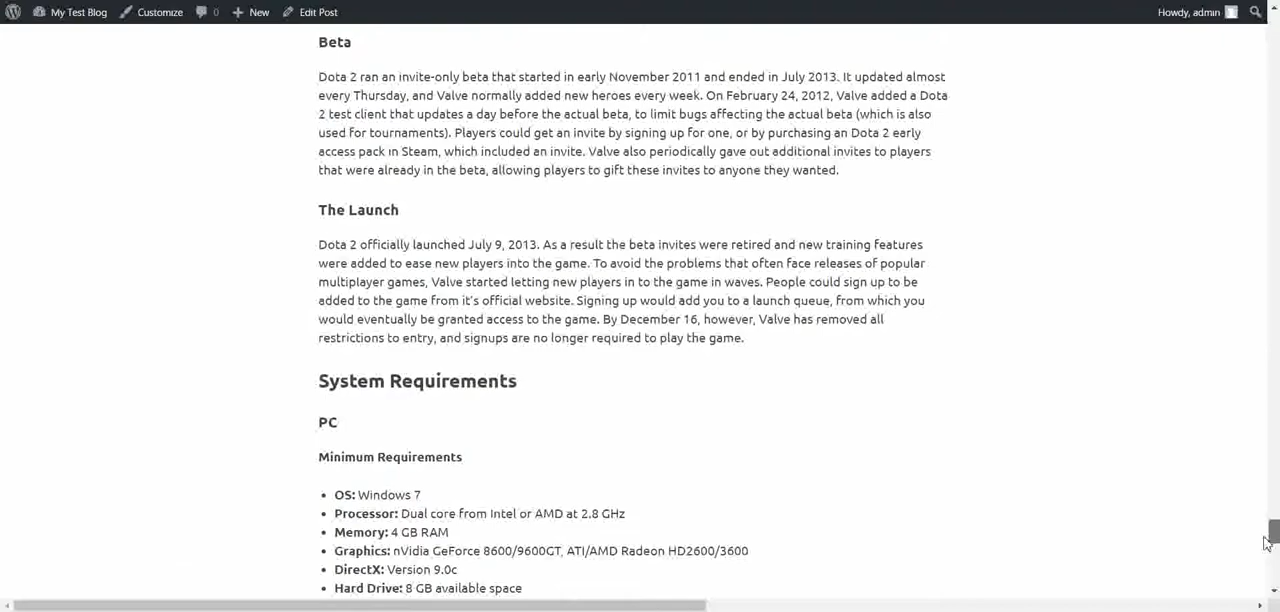 My Test Blog Customize 0 New Edit Post Howdy, admin
Beta
Dota 2 ran an invite-only beta that started in early November 2011 and ended in July 2013. It updated almost
every Thursday, and Valve normally added new heroes every week. On February 24, 2012, Valve added a Dota
2 test client that updates a day before the actual beta, to limit bugs affecting the actual beta (which is also
used for tournaments). Players could get an invite by signing up for one, or by purchasing an Dota 2 early
access pack in Steam, which included an invite. Valve also periodically gave out additional invites to players
that were already in the beta, allowing players to gift these invites to anyone they wanted.
The Launch
Dota 2 officially launched July 9, 2013. As a result the beta invites were retired and new training features
were added to ease new players into the game. To avoid the problems that often face releases of popular
multiplayer games, Valve started letting new players in to the game in waves. People could sign up to be
added to the game from it's official website. Signing up would add you to a launch queue, from which you
would eventually be granted access to the game. By December 16, however, Valve has removed all
restrictions to entry, and signups are no longer required to play the game.
System Requirements
PC
Minimum Requirements
• OS: Windows 7
• Processor: Dual core from Intel or AMD at 2.8 GHz
• Memory: 4 GB RAM
• Graphics: nVidia GeForce 8600/9600GT, ATI/AMD Radeon HD2600/3600
• DirectX: Version 9.0c
• Hard Drive: 8 GB available space